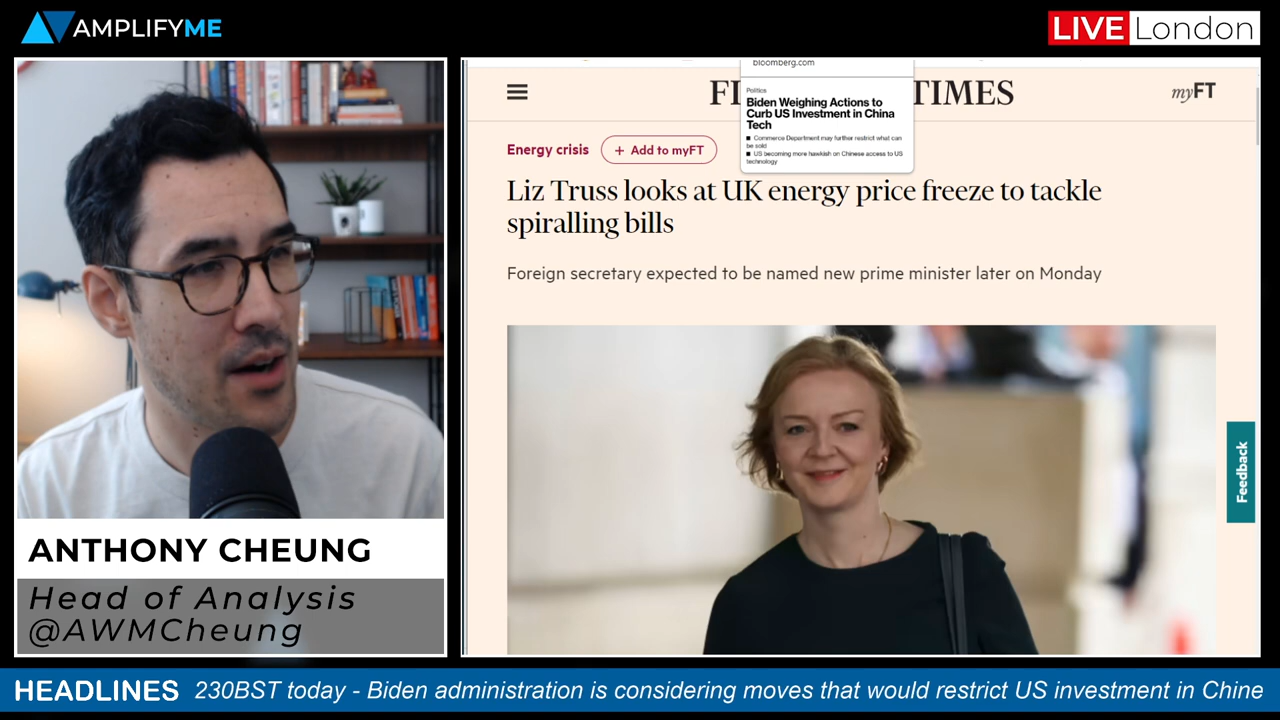 AMPLIFYME
LIVE London
bloomberg.com
Politics
Biden Weighing Actions to
Curb US Investment in China
Tech
Commerce Department may further restrict what can
be sold
US becoming more hawkish on Chinese access to US
technology
TIMES
myFT
Energy crisis
+ Add to myFT
Liz Truss looks at UK energy price freeze to tackle
spiralling bills
Foreign secretary expected to be named new prime minister later on Monday
Feedback
ANTHONY CHEUNG
Head of Analysis
@AWMCheung
HEADLINES 230BST today - Biden administration is considering moves that would restrict US investment in Chine